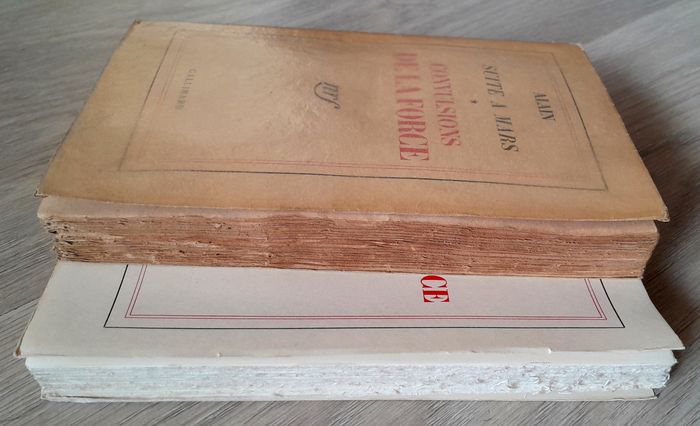 ALAIN
SUITE A MARS
*
CONVULSIONS
DE LA FORCE
nrf
GALLIMARD
CE